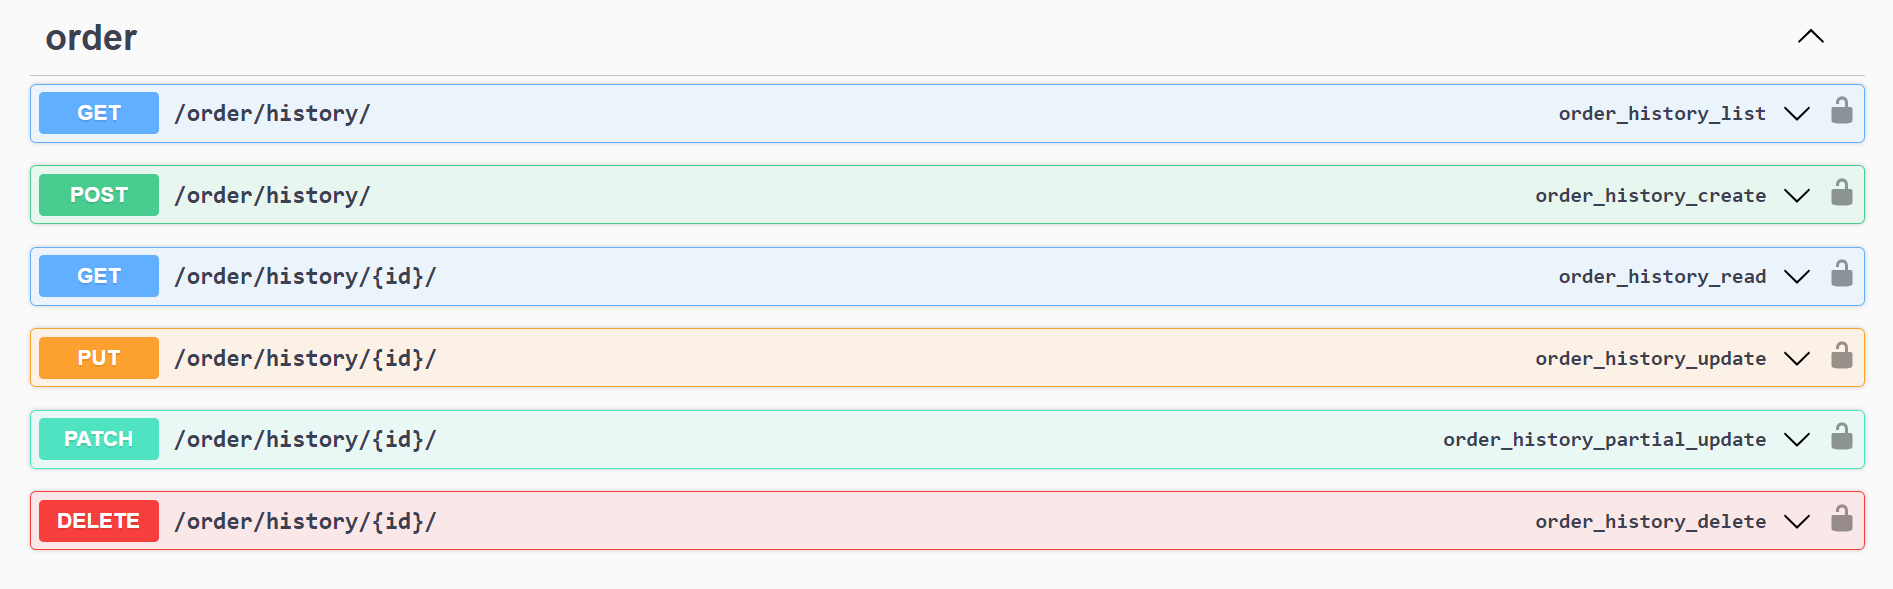 order
GET /order/history/ order_history_list
POST /order/history/ order_history_create
GET /order/history/{id}/ order_history_read
PUT /order/history/{id}/ order_history_update
PATCH /order/history/{id}/ order_history_partial_update
DELETE /order/history/{id}/ order_history_delete